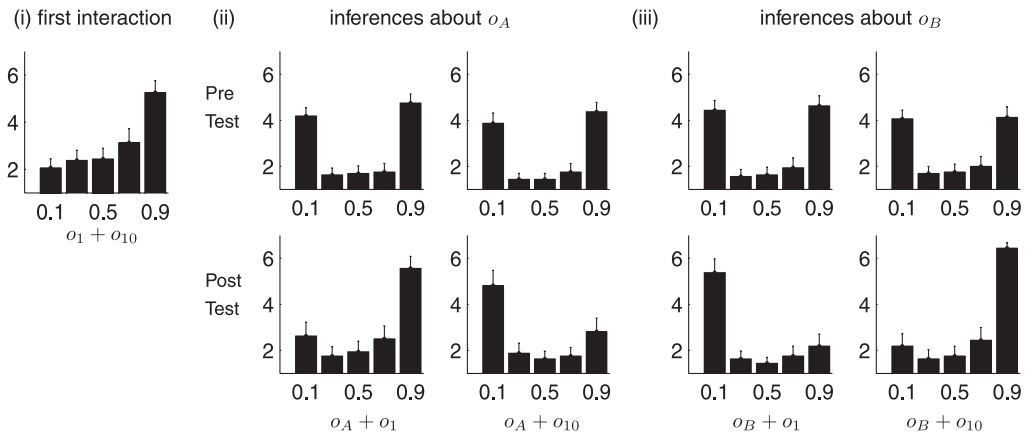 (i) first interaction
(ii) inferences about o_A
(iii) inferences about o_B
6
4
2
0.1 0.5 0.9
o_1 + o_10
Pre
Test
6
4
2
0.1 0.5 0.9
6
4
2
0.1 0.5 0.9
6
4
2
0.1 0.5 0.9
6
4
2
0.1 0.5 0.9
Post
Test
6
4
2
0.1 0.5 0.9
o_A + o_1
6
4
2
0.1 0.5 0.9
o_A + o_10
6
4
2
0.1 0.5 0.9
o_B + o_1
6
4
2
0.1 0.5 0.9
o_B + o_10